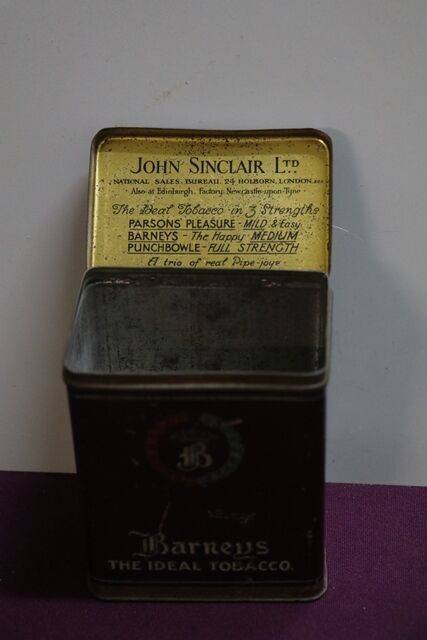 JOHN SINCLAIR LTD
NATIONAL SALES BUREAU. 24 HOLBORN, LONDON. E.C.1
Also at Edinburgh. Factory Newcastle-upon-Tyne
The Ideal Tobacco in 3 Strengths
PARSONS' PLEASURE - MILD & Easy
BARNEYS - The Happy MEDIUM
PUNCHBOWLE - FULL STRENGTH
A trio of real Pipe-joys
B
Barneys
THE IDEAL TOBACCO.